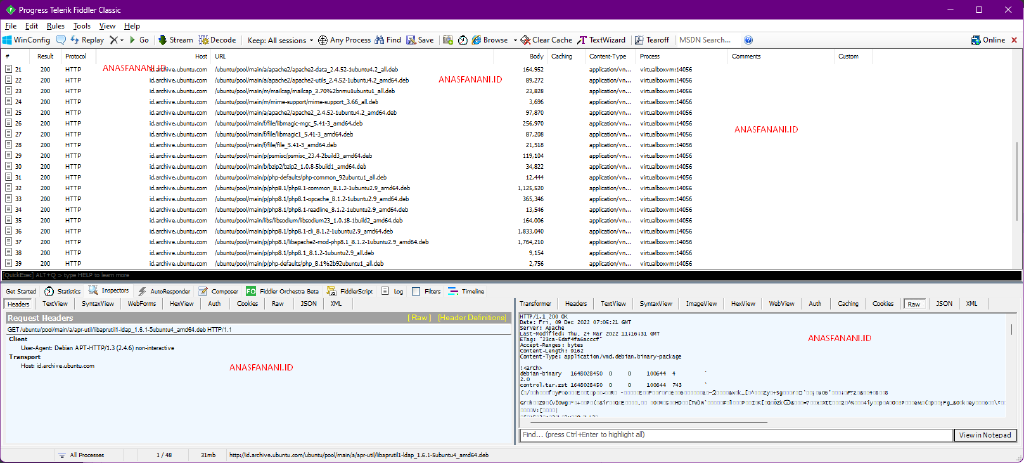 Progress Telerik Fiddler Classic
File Edit Rules Tools View Help
WinConfig Replay Go Stream Decode Keep: All sessions Any Process Find Save Browse Clear Cache TextWizard Tearoff MSDN Search... Online
# Result Protocol Host URL Body Caching Content-Type Process Comments Custom
ANASFANANI.ID
ANASFANANI.ID
ANASFANANI.ID
21 200 HTTP id.archive.ubuntu.com /ubuntu/pool/main/a/apache2/apache2-data_2.4.52-1ubuntu4.2_all.deb 164,952 application/vn... virtualboxvm:14056
22 200 HTTP id.archive.ubuntu.com /ubuntu/pool/main/a/apache2/apache2-utils_2.4.52-1ubuntu4.2_amd64.deb 89,272 application/vn... virtualboxvm:14056
23 200 HTTP id.archive.ubuntu.com /ubuntu/pool/main/m/mailcap/mailcap_3.70%2bnmu1ubuntu1_all.deb 23,828 application/vn... virtualboxvm:14056
24 200 HTTP id.archive.ubuntu.com /ubuntu/pool/main/m/mime-support/mime-support_3.66_all.deb 3,696 application/vn... virtualboxvm:14056
25 200 HTTP id.archive.ubuntu.com /ubuntu/pool/main/a/apache2/apache2_2.4.52-1ubuntu4.2_amd64.deb 97,870 application/vn... virtualboxvm:14056
26 200 HTTP id.archive.ubuntu.com /ubuntu/pool/main/f/file/libmagic-mgc_5.41-3_amd64.deb 256,970 application/vn... virtualboxvm:14056
27 200 HTTP id.archive.ubuntu.com /ubuntu/pool/main/f/file/libmagic1_5.41-3_amd64.deb 87,208 application/vn... virtualboxvm:14056
28 200 HTTP id.archive.ubuntu.com /ubuntu/pool/main/f/file/file_5.41-3_amd64.deb 21,518 application/vn... virtualboxvm:14056
29 200 HTTP id.archive.ubuntu.com /ubuntu/pool/main/p/psmisc/psmisc_23.4-2build3_amd64.deb 119,104 application/vn... virtualboxvm:14056
30 200 HTTP id.archive.ubuntu.com /ubuntu/pool/main/b/bzip2/bzip2_1.0.8-5build1_amd64.deb 34,822 application/vn... virtualboxvm:14056
31 200 HTTP id.archive.ubuntu.com /ubuntu/pool/main/p/php-defaults/php-common_92ubuntu1_all.deb 12,444 application/vn... virtualboxvm:14056
32 200 HTTP id.archive.ubuntu.com /ubuntu/pool/main/p/php8.1/php8.1-common_8.1.2-1ubuntu2.9_amd64.deb application/vn... virtualboxvm:14056
33 200 HTTP id.archive.ubuntu.com /ubuntu/pool/main/p/php8.1/php8.1-opcache_8.1.2-1ubuntu2.9_amd64.deb 365,346 application/vn... virtualboxvm:14056
34 200 HTTP id.archive.ubuntu.com /ubuntu/pool/main/p/php8.1/php8.1-readline_8.1.2-1ubuntu2.9_amd64.deb 13,546 application/vn... virtualboxvm:14056
35 200 HTTP id.archive.ubuntu.com /ubuntu/pool/main/libs/libsodium/libsodium23_1.0.18-1build2_amd64.deb 164,006 application/vn... virtualboxvm:14056
36 200 HTTP id.archive.ubuntu.com /ubuntu/pool/main/p/php8.1/php8.1-cli_8.1.2-1ubuntu2.9_amd64.deb 1,833,040 application/vn... virtualboxvm:14056
37 200 HTTP id.archive.ubuntu.com /ubuntu/pool/main/p/php8.1/libapache2-mod-php8.1_8.1.2-1ubuntu2.9_amd64.deb 1,764,210 application/vn... virtualboxvm:14056
38 200 HTTP id.archive.ubuntu.com /ubuntu/pool/main/p/php8.1/php8.1_8.1.2-1ubuntu2.9_all.deb 9,154 application/vn... virtualboxvm:14056
39 200 HTTP id.archive.ubuntu.com /ubuntu/pool/main/p/php-defaults/php_8.1%2b92ubuntu1_all.deb 2,756 application/vn... virtualboxvm:14056
[QuickExec] ALT+Q > type HELP to learn more
Get Started Statistics Inspectors AutoResponder Composer FO Fiddler Orchestra Beta FiddlerScript Log Filters Timeline
Headers TextView SyntaxView WebForms HexView Auth Cookies Raw JSON XML
Request Headers [Raw] [Header Definitions]
GET /ubuntu/pool/main/a/apr-util/libaprutil1-ldap_1.6.1-5ubuntu4_amd64.deb HTTP/1.1
Client
User-Agent: Debian APT-HTTP/1.3 (2.4.6) non-interactive
Transport
Host: id.archive.ubuntu.com
ANASFANANI.ID
Transformer Headers TextView SyntaxView ImageView HexView WebView Auth Caching Cookies Raw JSON XML
HTTP/1.1 200 OK
Date: Fri, 09 Dec 2022 GMT
Server: Apache
Last-Modified: Thu, 24 Mar 2022 GMT
ETag:
Accept-Ranges: bytes
Content-Length:
Content-Type: application/vnd.debian.binary-package
ANASFANANI.ID
!<arch>
debian-binary 1648028450 0 0 100644 4 `
2.0
control.tar.zst 1648028450 0 0 100644 743 `
Find... (press Ctrl+Enter to highlight all) View in Notepad
All Processes 1 / 48 31mb http://id.archive.ubuntu.com/ubuntu/pool/main/a/apr-util/libaprutil1-ldap_1.6.1-5ubuntu4_amd64.deb